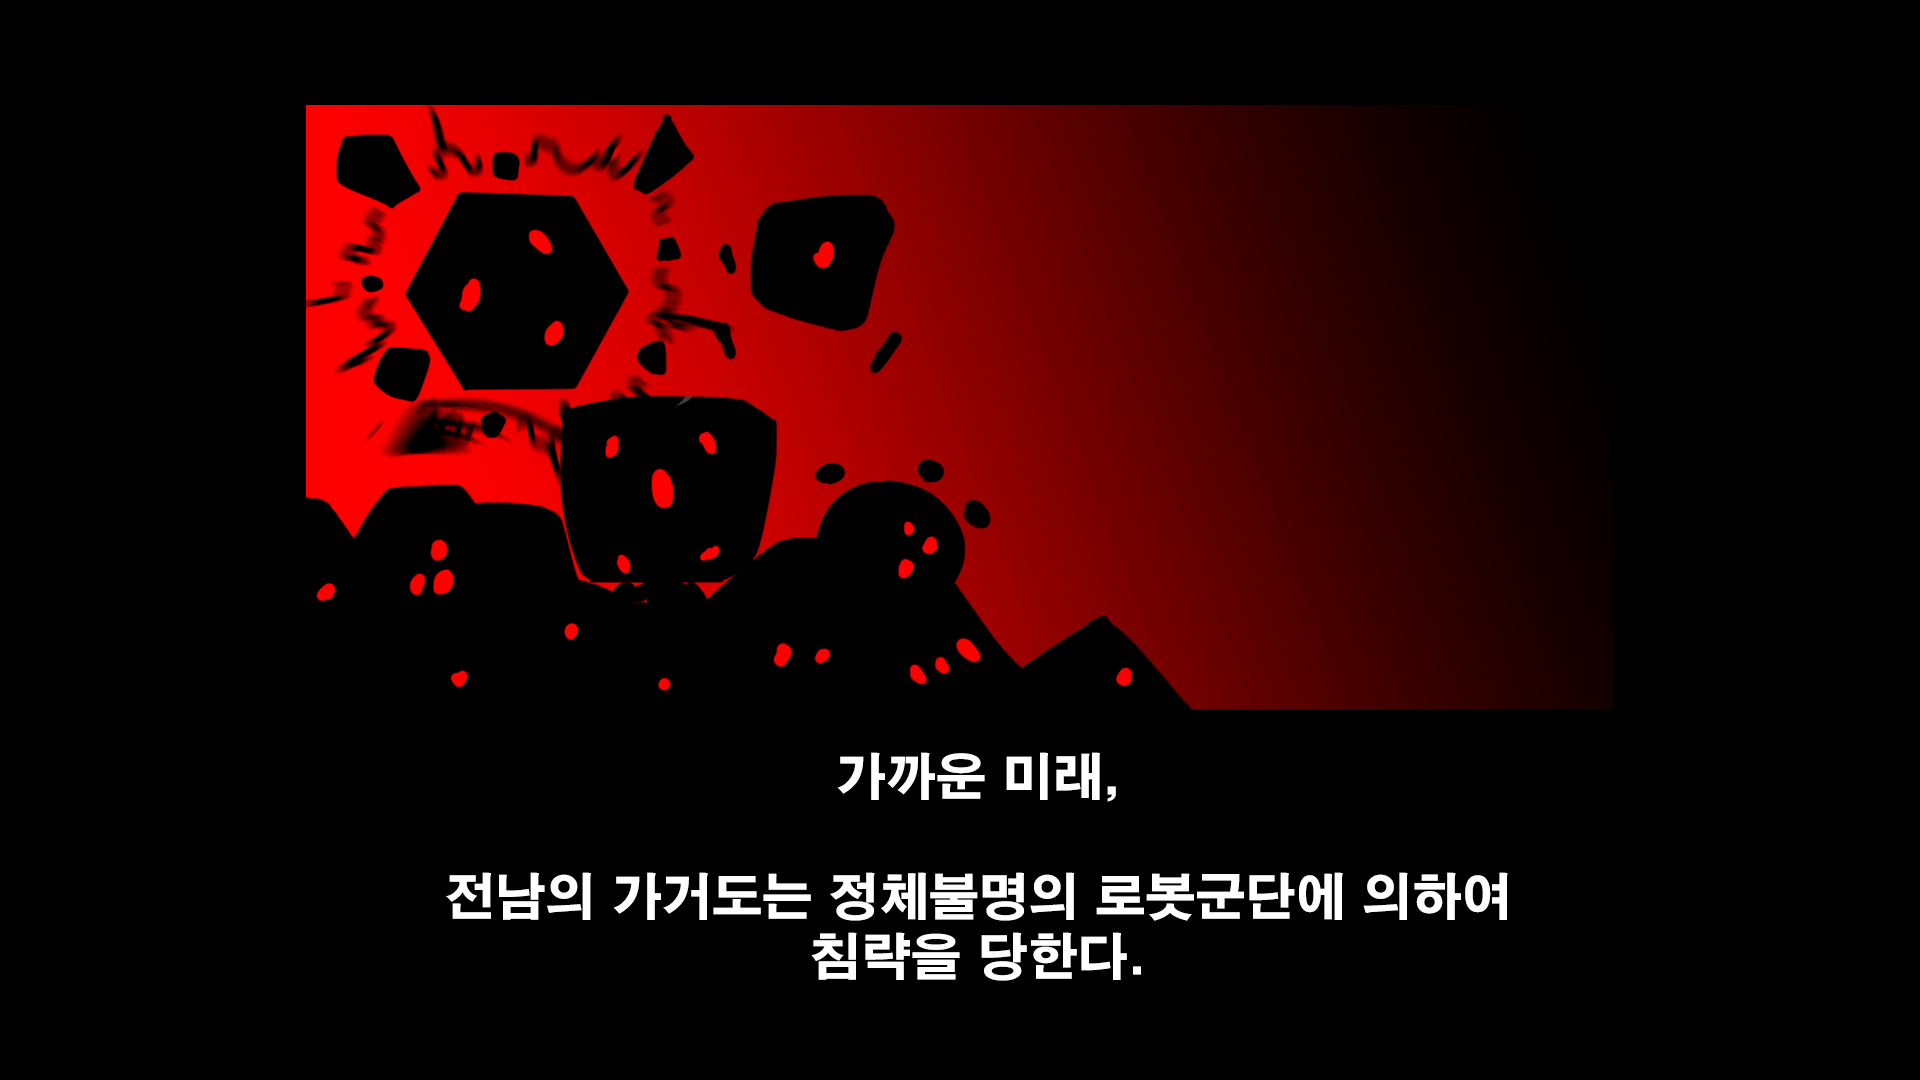 가까운 미래,
전남의 가거도는 정체불명의 로봇군단에 의하여
침략을 당한다.